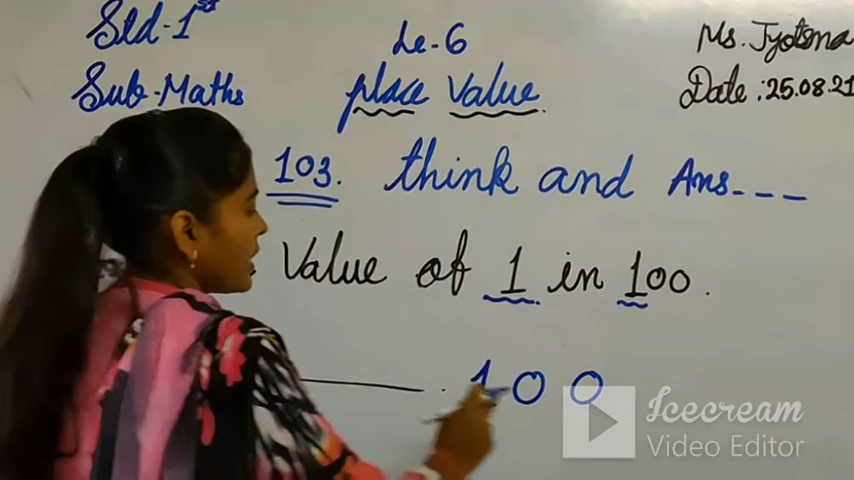 Std-1st
Le-6
Ms. Jyotsna
Sub-Maths
place Value.
Date : 25.08.21
103. think and Ans---
Value of 1 in 100.
100
Icecream
Video Editor